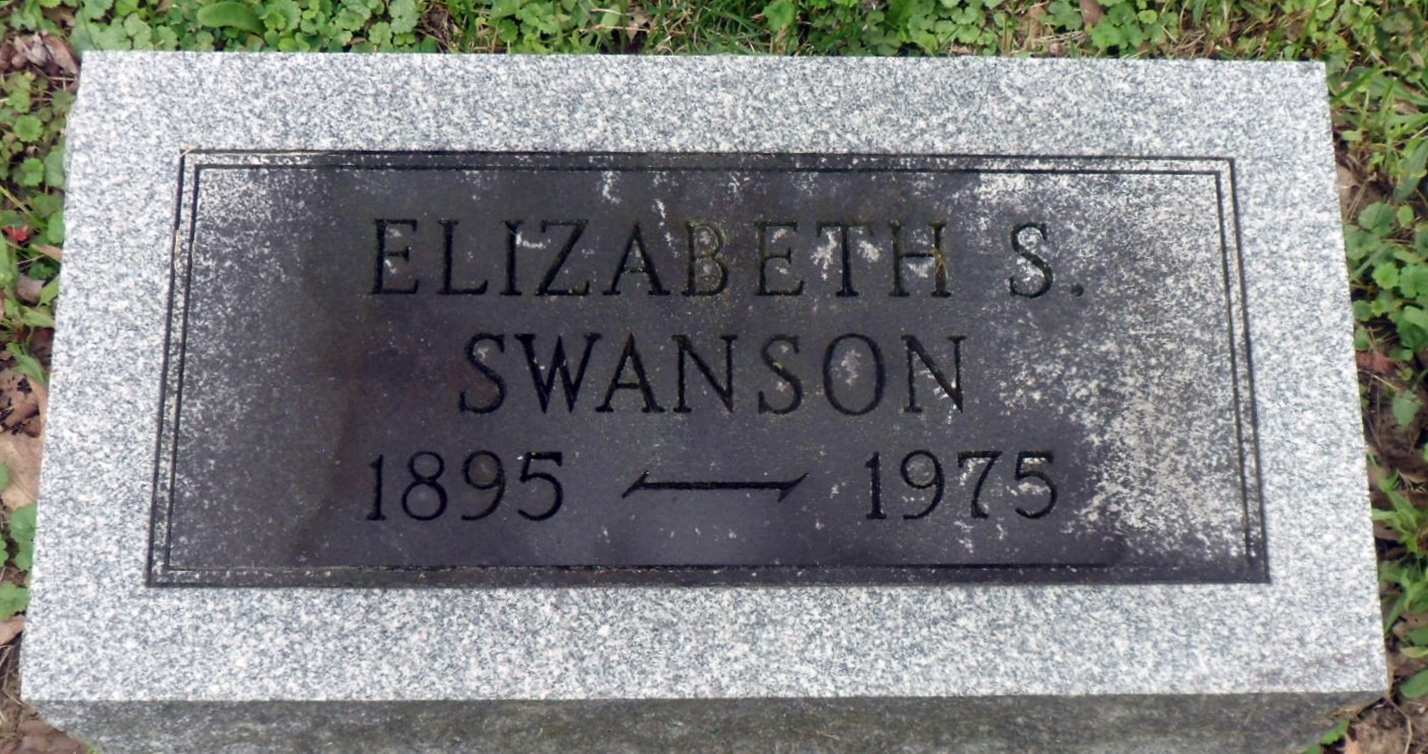 ELIZABETH S.
SWANSON
1895 — 1975